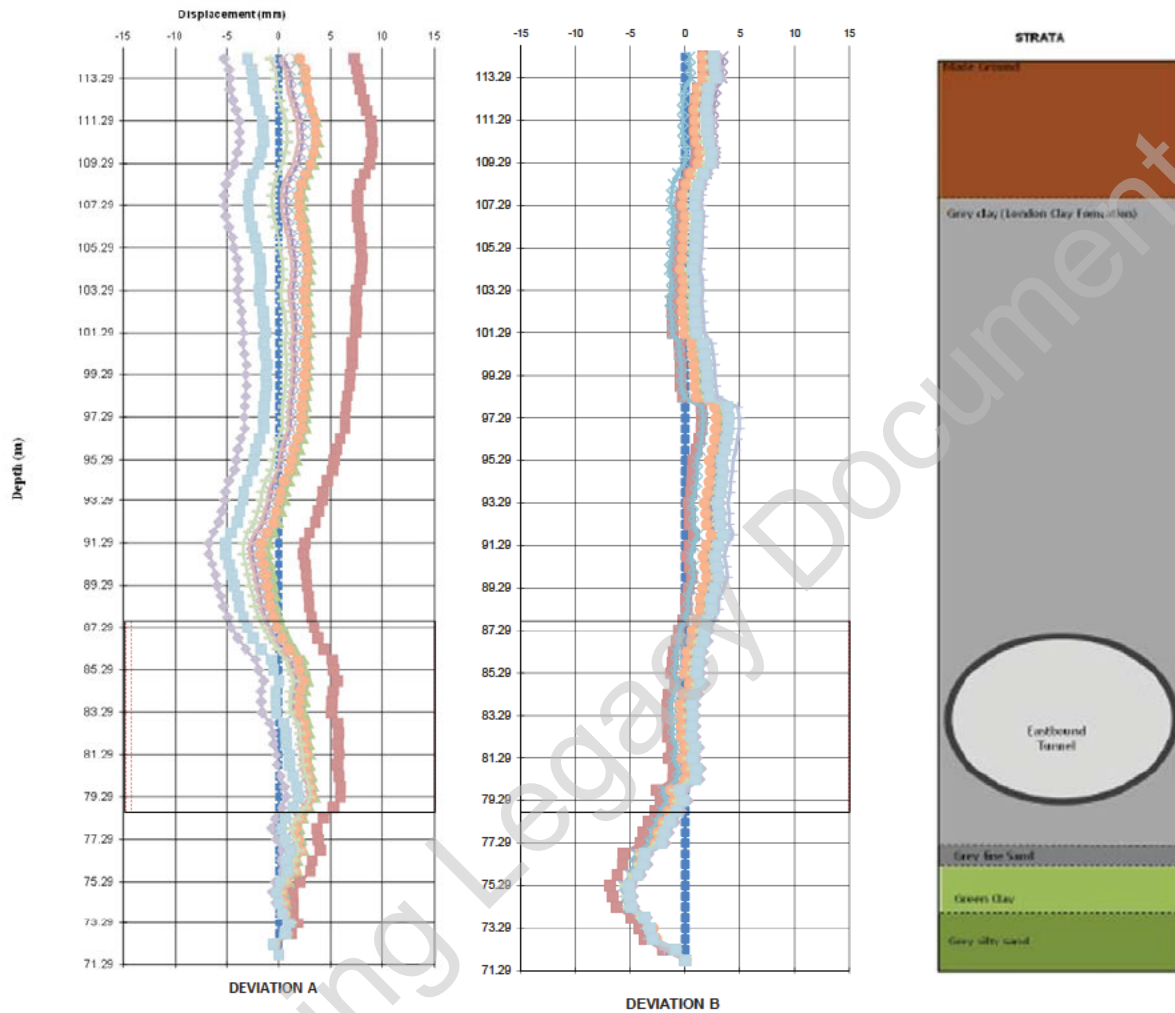 Displacement (mm)
-15 -10 -5 0 5 10 15
-15 -10 -5 0 5 10 15
STRATA
113.29
111.29
109.29
107.29
105.29
103.29
101.29
99.29
97.29
95.29
93.29
91.29
89.29
87.29
85.29
83.29
81.29
79.29
77.29
75.29
73.29
71.29
Depth (m)
DEVIATION A
113.29
111.29
109.29
107.29
105.29
103.29
101.29
99.29
97.29
95.29
93.29
91.29
89.29
87.29
85.29
83.29
81.29
79.29
77.29
75.29
73.29
71.29
DEVIATION B
Made Ground
Grey clay (London Clay Formation)
Eastbound
Tunnel
Grey fine Sand
Green Clay
Grey silty sand
ing Legacy Document